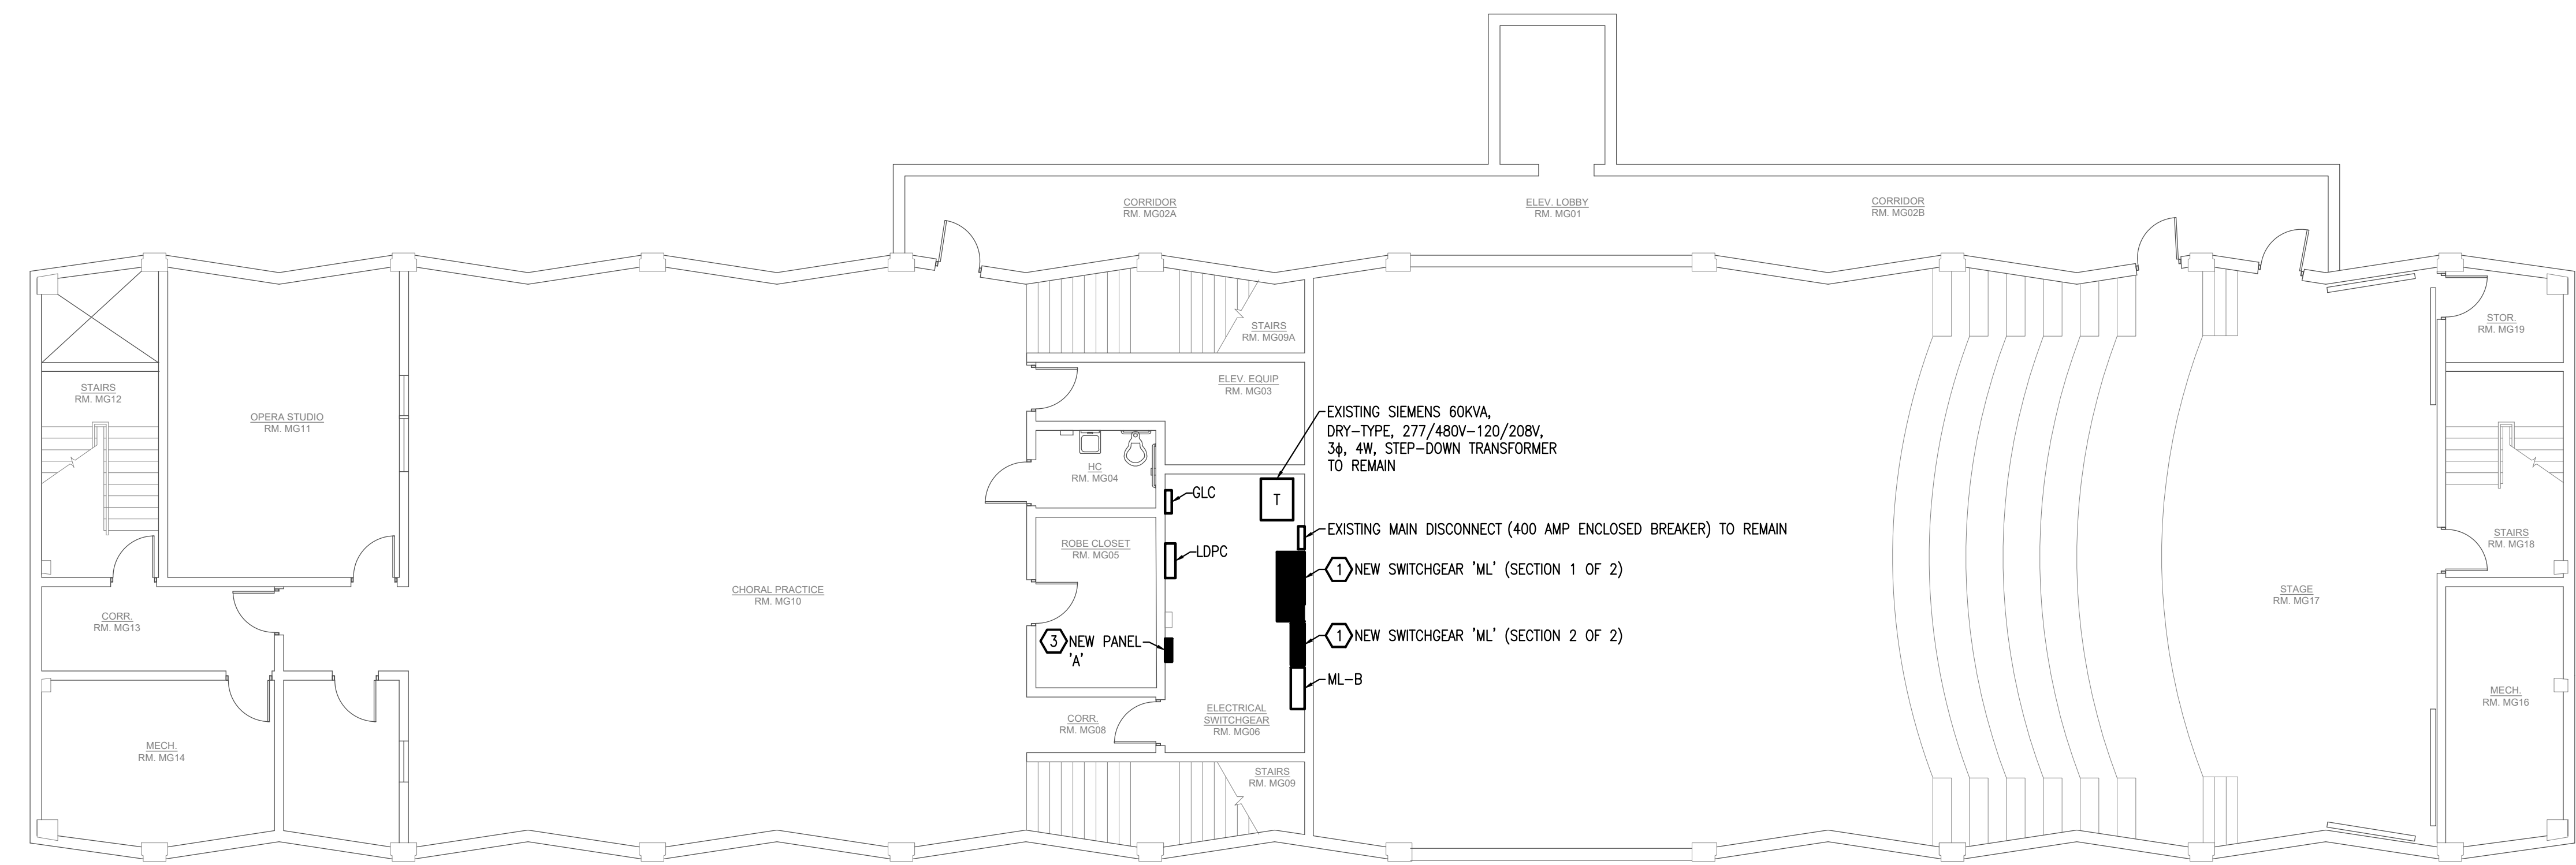 CORRIDOR
RM. MG02A
ELEV. LOBBY
RM. MG01
CORRIDOR
RM. MG02B
STAIRS
RM. MG09A
STOR.
RM. MG19
STAIRS
RM. MG12
OPERA STUDIO
RM. MG11
ELEV. EQUIP
RM. MG03
EXISTING SIEMENS 60KVA,
DRY-TYPE, 277/480V-120/208V,
3ϕ, 4W, STEP-DOWN TRANSFORMER
TO REMAIN
HC
RM. MG04
GLC
T
EXISTING MAIN DISCONNECT (400 AMP ENCLOSED BREAKER) TO REMAIN
ROBE CLOSET
RM. MG05
LDPC
STAIRS
RM. MG18
1 NEW SWITCHGEAR 'ML' (SECTION 1 OF 2)
CHORAL PRACTICE
RM. MG10
STAGE
RM. MG17
CORR.
RM. MG13
3 NEW PANEL
'A'
1 NEW SWITCHGEAR 'ML' (SECTION 2 OF 2)
ML-B
MECH.
RM. MG16
CORR.
RM. MG08
ELECTRICAL
SWITCHGEAR
RM. MG06
MECH.
RM. MG14
STAIRS
RM. MG09